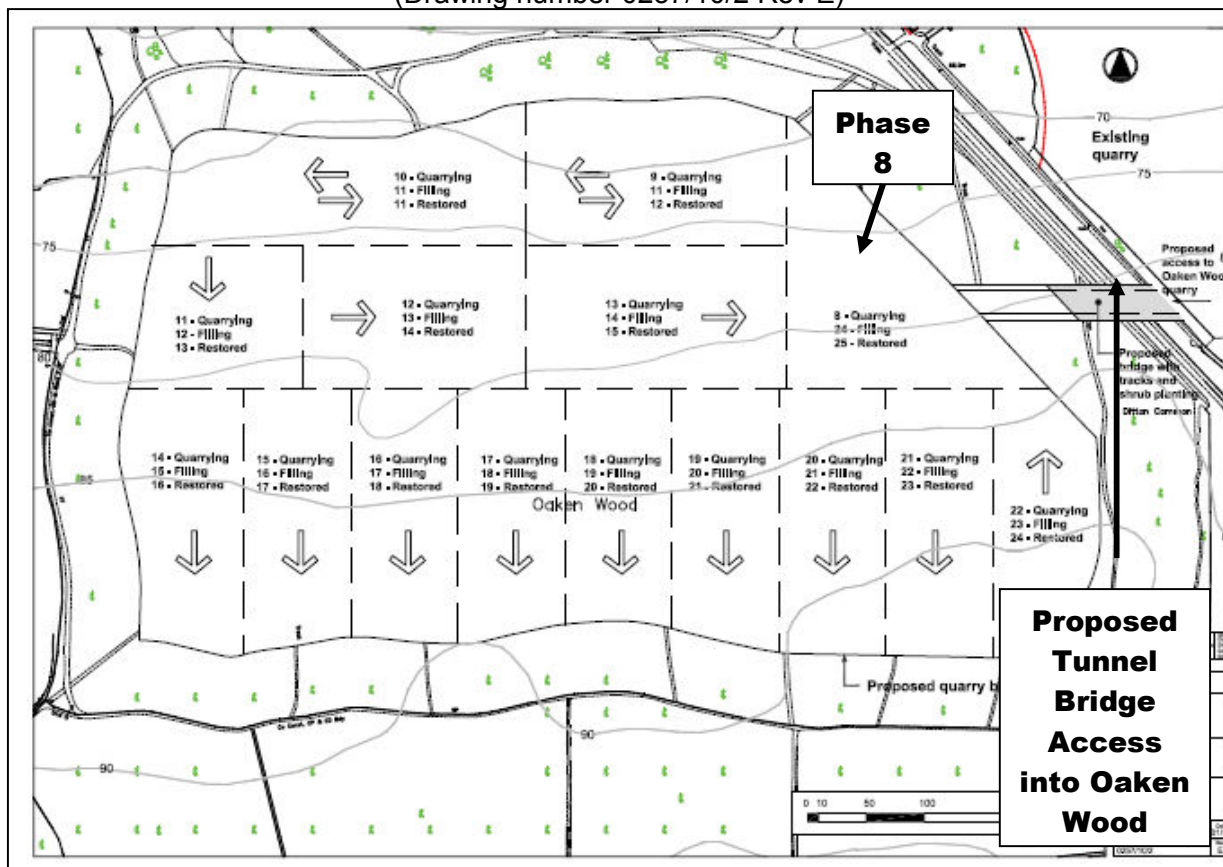 (Drawing number 0257/10/2 Rev E)
Phase
8
70
Existing
quarry
75
10 - Quarrying
11 - Filling
11 - Restored
9 - Quarrying
11 - Filling
12 - Restored
75
Proposed
access to
Oaken Wood
quarry
11 - Quarrying
12 - Filling
13 - Restored
12 - Quarrying
13 - Filling
14 - Restored
13 - Quarrying
14 - Filling
15 - Restored
8 - Quarrying
24 - Filling
25 - Restored
80
Proposed
bridge with
tracks and
shrub planting
Ditton Common
14 - Quarrying
15 - Filling
16 - Restored
15 - Quarrying
16 - Filling
17 - Restored
16 - Quarrying
17 - Filling
18 - Restored
17 - Quarrying
18 - Filling
19 - Restored
18 - Quarrying
19 - Filling
20 - Restored
19 - Quarrying
20 - Filling
21 - Restored
20 - Quarrying
21 - Filling
22 - Restored
21 - Quarrying
22 - Filling
23 - Restored
22 - Quarrying
23 - Filling
24 - Restored
85
Oaken Wood
Proposed quarry b
90
90
0 10 50 100
Proposed
Tunnel
Bridge
Access
into Oaken
Wood